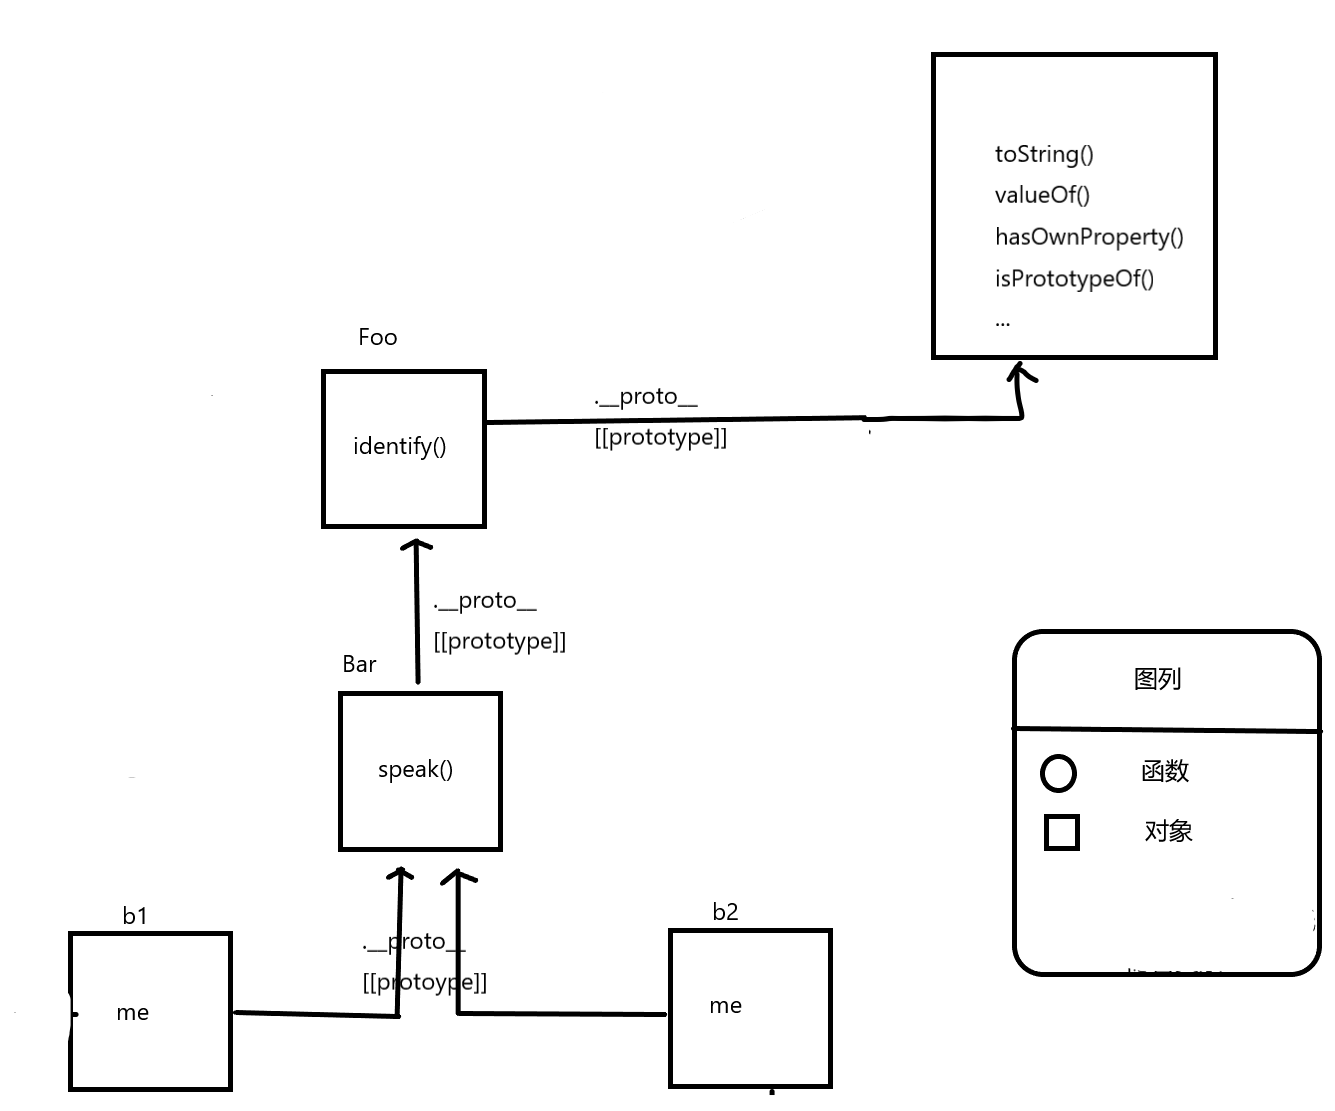 toString()
valueOf()
hasOwnProperty()
isPrototypeOf()
...
Foo
identify()
.__proto__
[[prototype]]
.__proto__
[[prototype]]
Bar
speak()
图列
函数
对象
b1
me
.__proto__
[[protoype]]
b2
me